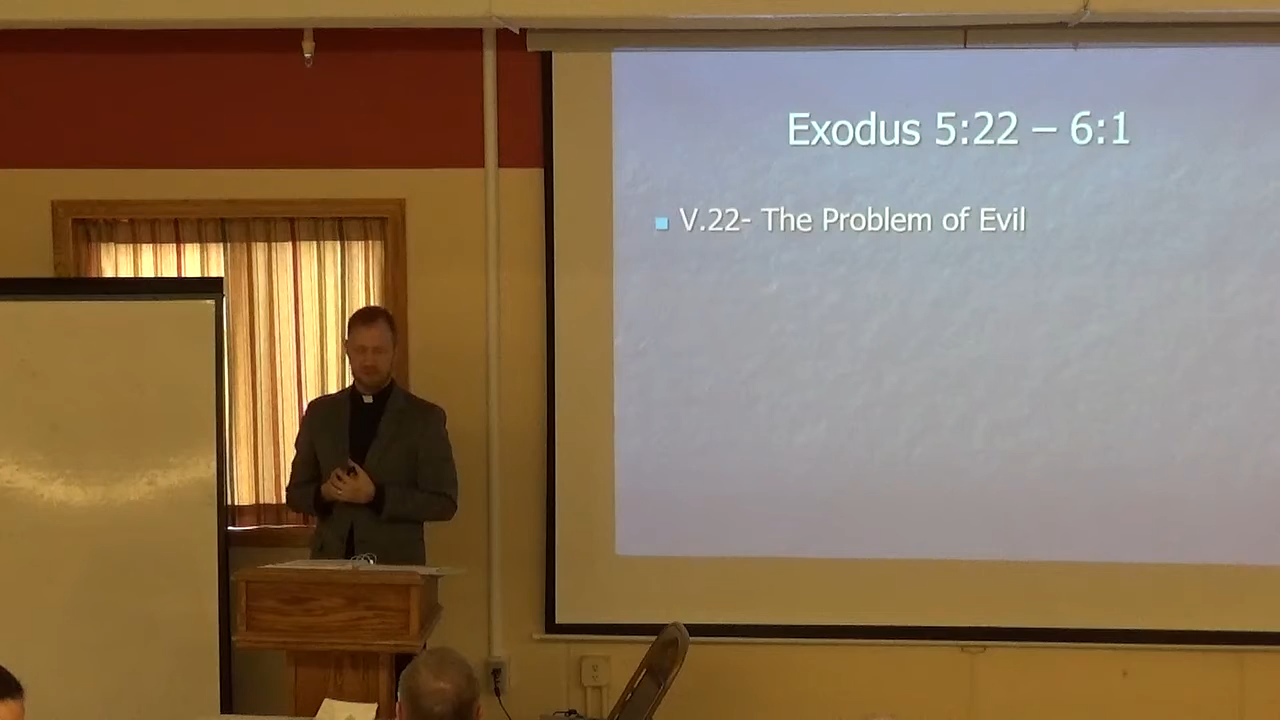 Exodus 5:22 – 6:1
V.22- The Problem of Evil